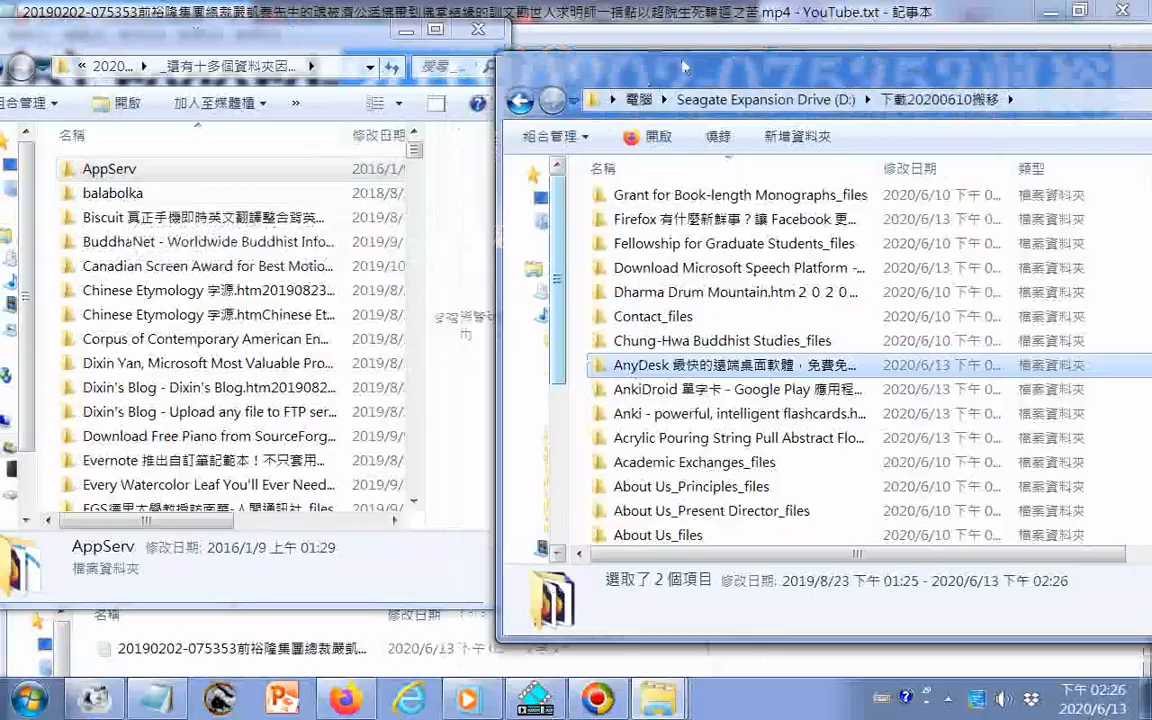 20190202-075353前裕隆集團總裁嚴凱泰先生的魂被濟公活佛帶到佛堂結緣的訓文勸世人求明師一指點以超脫生死輪迴之苦.mp4 - YouTube.txt - 記事本
« 2020... ▸ _還有十多個資料夾因... ▸
搜尋_...
合管理 ▾ 開啟 加入至媒體櫃 ▾ »
名稱 修改日期
AppServ 2016/1/
balabolka 2018/8/
Biscuit 真正手機即時英文翻譯整合背英... 2019/8/
BuddhaNet - Worldwide Buddhist Info... 2019/9/
Canadian Screen Award for Best Motio... 2019/10
Chinese Etymology 字源.htm20190823... 2019/8/
Chinese Etymology 字源.htmChinese Et... 2019/8/
Corpus of Contemporary American En... 2019/8/
Dixin Yan, Microsoft Most Valuable Pro... 2019/8/
Dixin's Blog - Dixin's Blog.htm2019082... 2019/8/
Dixin's Blog - Upload any file to FTP ser... 2019/8/
Download Free Piano from SourceForg... 2019/9/
Evernote 推出自訂筆記範本！不只套用... 2019/8/
Every Watercolor Leaf You'll Ever Need... 2019/9/
AppServ 修改日期: 2016/1/9 上午 01:29
檔案資料夾
名稱 修改日期
20190202-075353前裕隆集團總裁嚴凱... 2020/6/13 下午 0...
▸ 電腦 ▸ Seagate Expansion Drive (D:) ▸ 下載20200610搬移 ▸
組合管理 ▾ 開啟 燒錄 新增資料夾
名稱 修改日期 類型
Grant for Book-length Monographs_files 2020/6/10 下午 0... 檔案資料夾
Firefox 有什麼新鮮事？讓 Facebook 更... 2020/6/13 下午 0... 檔案資料夾
Fellowship for Graduate Students_files 2020/6/10 下午 0... 檔案資料夾
Download Microsoft Speech Platform -... 2020/6/13 下午 0... 檔案資料夾
Dharma Drum Mountain.htm２０２０... 2020/6/10 下午 0... 檔案資料夾
Contact_files 2020/6/10 下午 0... 檔案資料夾
Chung-Hwa Buddhist Studies_files 2020/6/10 下午 0... 檔案資料夾
AnyDesk 最快的遠端桌面軟體，免費免... 2020/6/13 下午 0... 檔案資料夾
AnkiDroid 單字卡 - Google Play 應用程... 2020/6/13 下午 0... 檔案資料夾
Anki - powerful, intelligent flashcards.h... 2020/6/13 下午 0... 檔案資料夾
Acrylic Pouring String Pull Abstract Flo... 2020/6/13 下午 0... 檔案資料夾
Academic Exchanges_files 2020/6/10 下午 0... 檔案資料夾
About Us_Principles_files 2020/6/10 下午 0... 檔案資料夾
About Us_Present Director_files 2020/6/10 下午 0... 檔案資料夾
About Us_files 2020/6/10 下午 0... 檔案資料夾
選取了 2 個項目 修改日期: 2019/8/23 下午 01:25 - 2020/6/13 下午 02:26
下午 02:26
2020/6/13